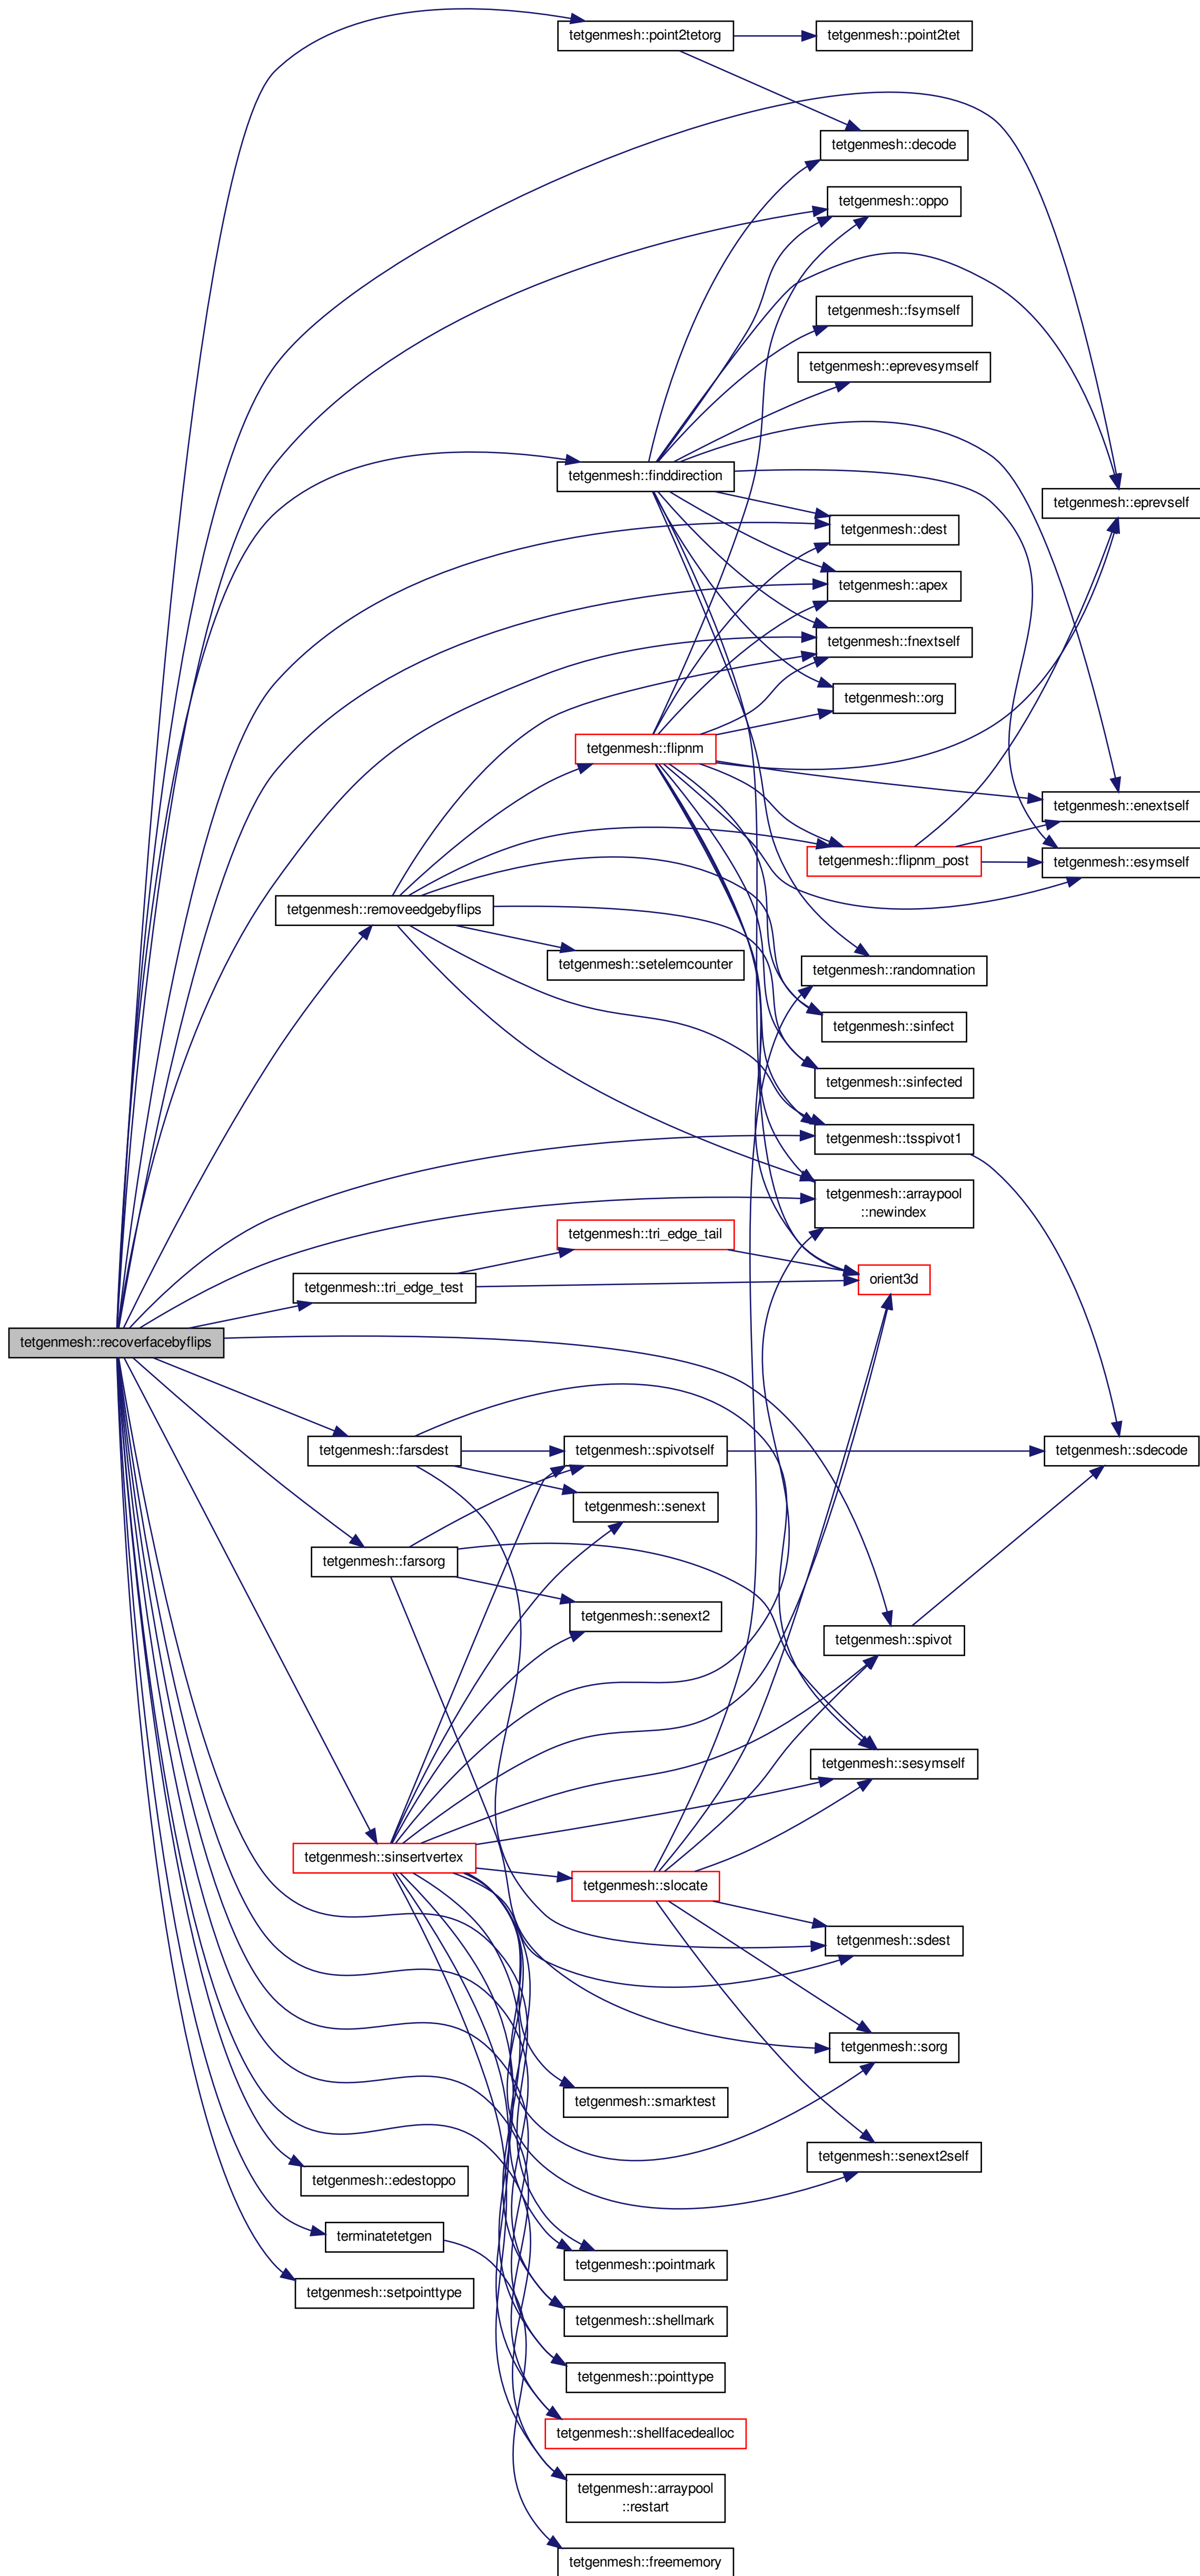 tetgenmesh::point2tetorg
tetgenmesh::point2tet
tetgenmesh::decode
tetgenmesh::oppo
tetgenmesh::fsymself
tetgenmesh::eprevesymself
tetgenmesh::finddirection
tetgenmesh::eprevself
tetgenmesh::dest
tetgenmesh::apex
tetgenmesh::fnextself
tetgenmesh::org
tetgenmesh::flipnm
tetgenmesh::enextself
tetgenmesh::flipnm_post
tetgenmesh::esymself
tetgenmesh::removeedgebyflips
tetgenmesh::setelemcounter
tetgenmesh::randomnation
tetgenmesh::sinfect
tetgenmesh::sinfected
tetgenmesh::tsspivot1
tetgenmesh::arraypool
::newindex
tetgenmesh::tri_edge_tail
tetgenmesh::tri_edge_test
orient3d
tetgenmesh::recoverfacebyflips
tetgenmesh::farsdest
tetgenmesh::spivotself
tetgenmesh::sdecode
tetgenmesh::senext
tetgenmesh::farsorg
tetgenmesh::senext2
tetgenmesh::spivot
tetgenmesh::sesymself
tetgenmesh::sinsertvertex
tetgenmesh::slocate
tetgenmesh::sdest
tetgenmesh::sorg
tetgenmesh::smarktest
tetgenmesh::senext2self
tetgenmesh::edestoppo
terminatetetgen
tetgenmesh::pointmark
tetgenmesh::setpointtype
tetgenmesh::shellmark
tetgenmesh::pointtype
tetgenmesh::shellfacedealloc
tetgenmesh::arraypool
::restart
tetgenmesh::freememory